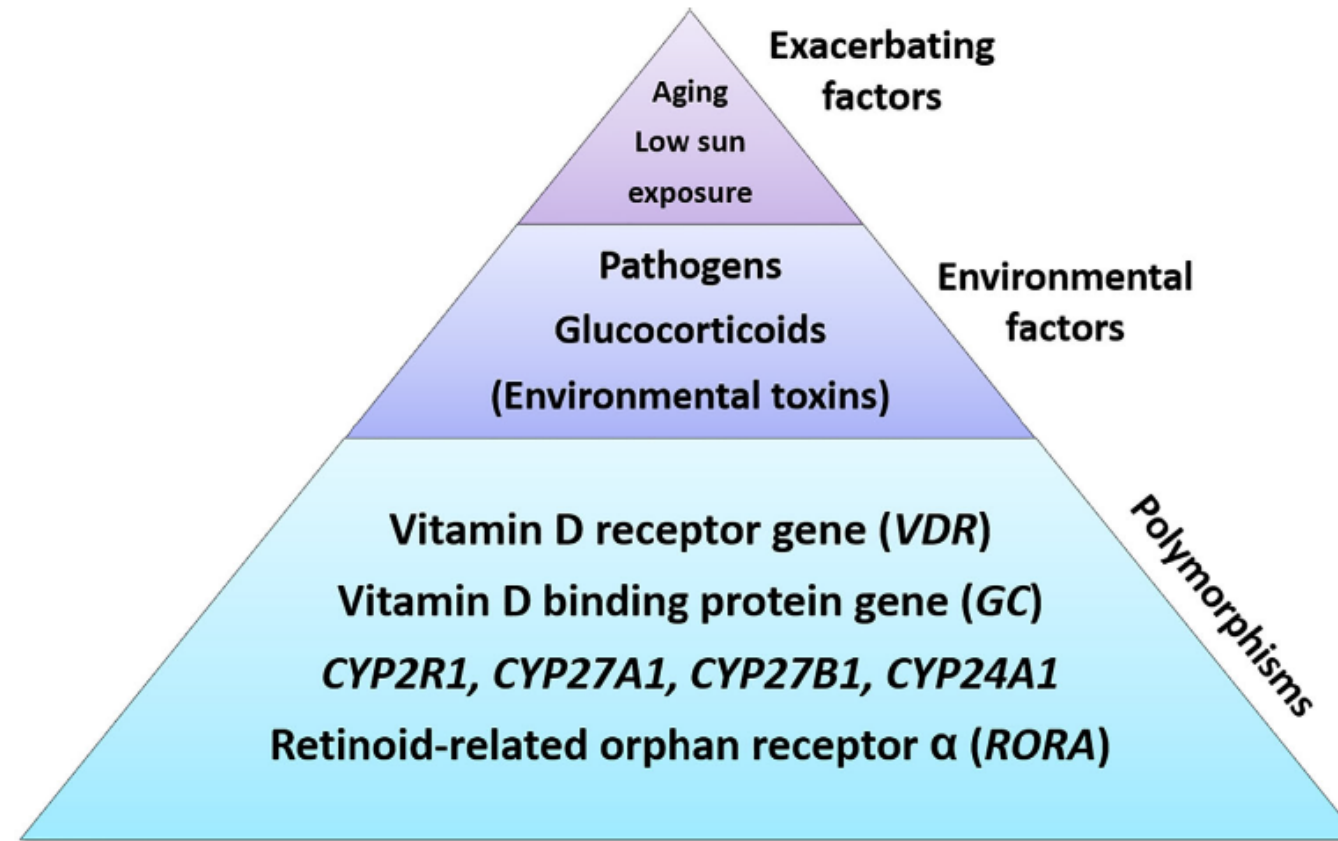 Exacerbating
factors
Aging
Low sun
exposure
Pathogens
Glucocorticoids
(Environmental toxins)
Environmental
factors
Vitamin D receptor gene (VDR)
Vitamin D binding protein gene (GC)
CYP2R1, CYP27A1, CYP27B1, CYP24A1
Retinoid-related orphan receptor α (RORA)
Polymorphisms